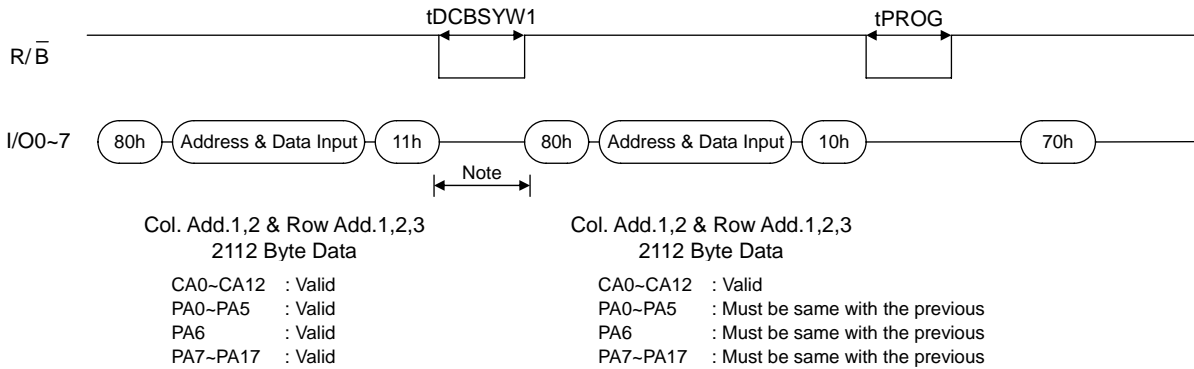 tDCBSYW1 tPROG
R/B̅
I/O0~7 80h Address & Data Input 11h 80h Address & Data Input 10h 70h
Note
Col. Add.1,2 & Row Add.1,2,3 Col. Add.1,2 & Row Add.1,2,3
2112 Byte Data 2112 Byte Data
CA0~CA12 : Valid CA0~CA12 : Valid
PA0~PA5 : Valid PA0~PA5 : Must be same with the previous
PA6 : Valid PA6 : Must be same with the previous
PA7~PA17 : Valid PA7~PA17 : Must be same with the previous